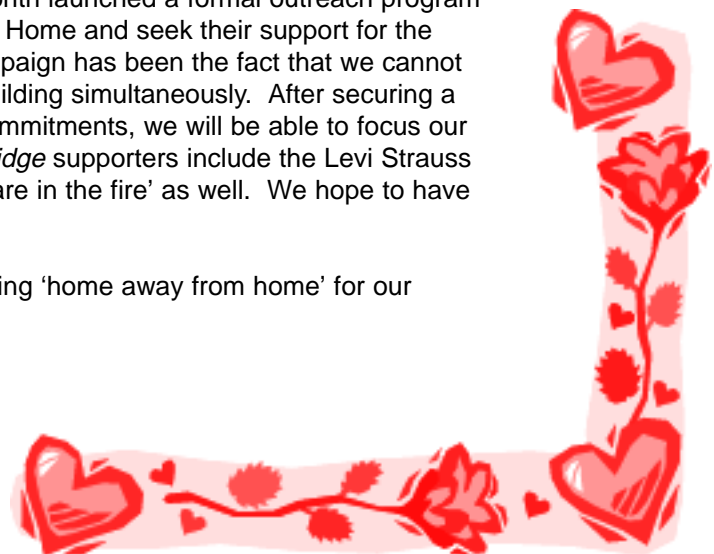 launched a formal outreach program
Home and seek their support for the
paign has been the fact that we cannot
ilding simultaneously.  After securing a
mmitments, we will be able to focus our
idge supporters include the Levi Strauss
are in the fire’ as well.  We hope to have
ing ‘home away from home’ for our